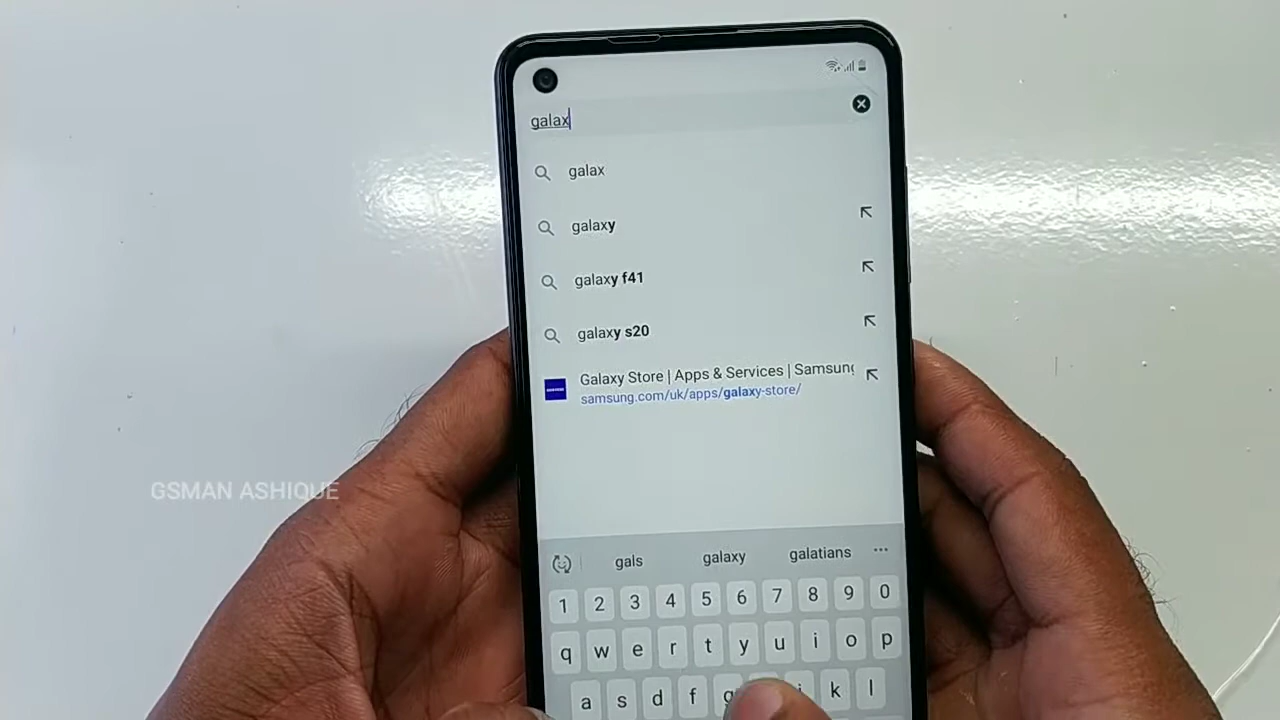 galax
galax
galaxy
galaxy f41
galaxy s20
Galaxy Store | Apps & Services | Samsung
samsung.com/uk/apps/galaxy-store/
GSMAN ASHIQUE
gals galaxy galatians
1 2 3 4 5 6 7 8 9 0
q w e r t y u i o p
a s d f g j k l